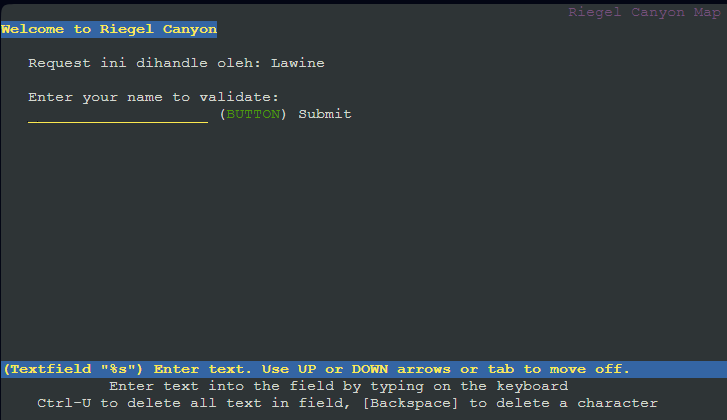 Riegel Canyon Map
Welcome to Riegel Canyon
Request ini dihandle oleh: Lawine
Enter your name to validate:
____________________ (BUTTON) Submit
(Textfield "%s") Enter text. Use UP or DOWN arrows or tab to move off.
Enter text into the field by typing on the keyboard
Ctrl-U to delete all text in field, [Backspace] to delete a character